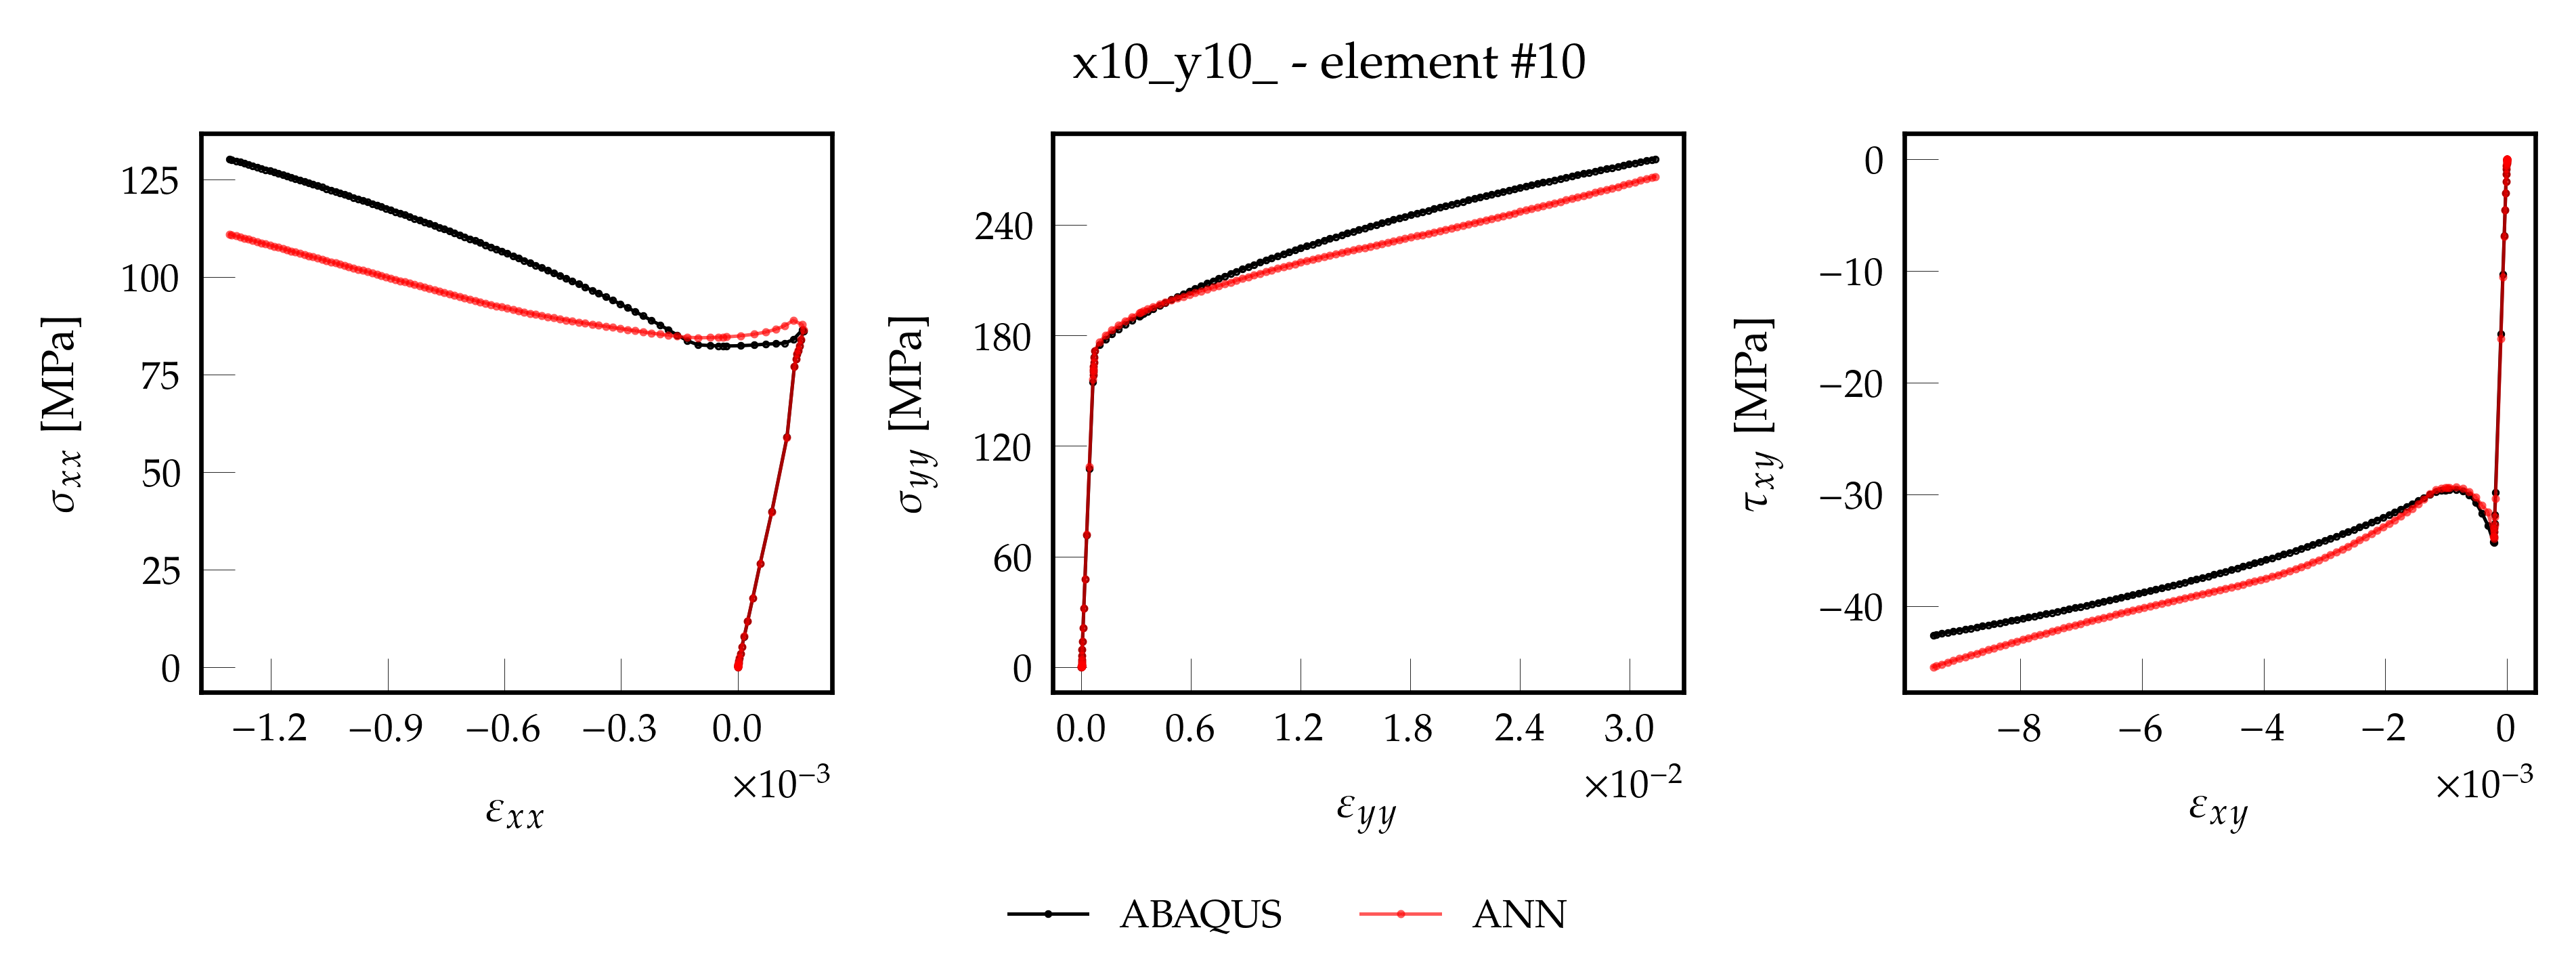 x10_y10_ - element #10
σxx [MPa]
125
100
75
50
25
0
−1.2 −0.9 −0.6 −0.3 0.0
×10−3
εxx
σyy [MPa]
240
180
120
60
0
0.0 0.6 1.2 1.8 2.4 3.0
×10−2
εyy
τxy [MPa]
0
−10
−20
−30
−40
−8 −6 −4 −2 0
×10−3
εxy
ABAQUS ANN